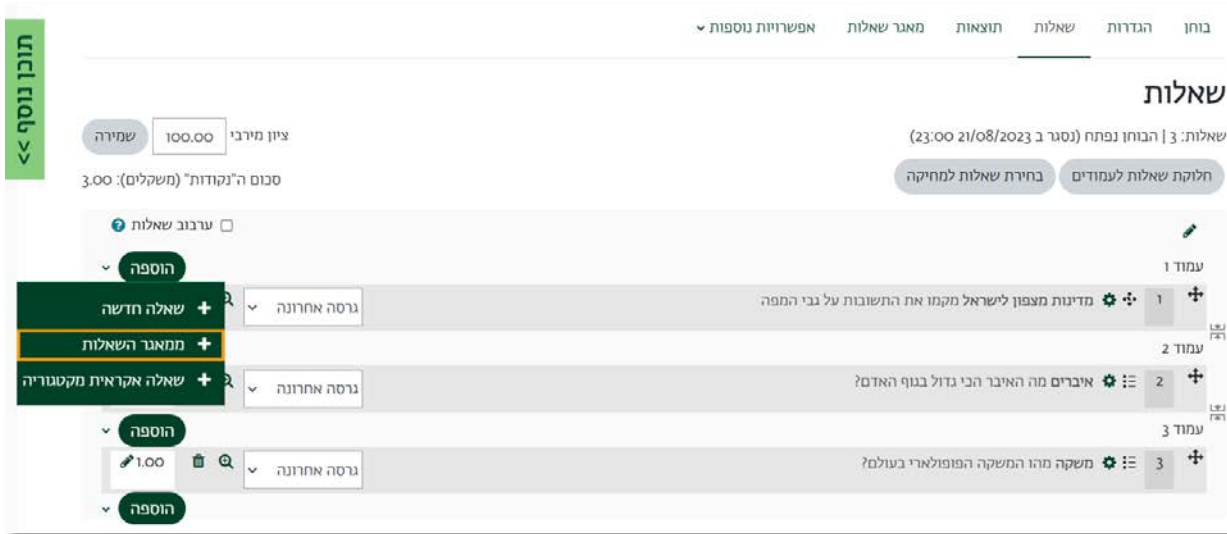 בוחן הגדרות שאלות תוצאות מאגר שאלות אפשרויות נוספות
תוכן נוסף >>
שאלות
שאלות: 3 | הבוחן נפתח (נסגר ב 21/08/2023 23:00)
ציון מירבי 100.00 שמירה
חלוקת שאלות לעמודים בחירת שאלות למחיקה
סכום ה"נקודות" (משקלים): 3.00
ערבוב שאלות
עמוד 1
הוספה
שאלה חדשה
ממאגר השאלות
שאלה אקראית מקטגוריה
1 מדינות מצפון לישראל מקמו את התשובות על גבי המפה גרסה אחרונה
עמוד 2
2 איברים מה האיבר הכי גדול בגוף האדם? גרסה אחרונה
עמוד 3 הוספה
3 משקה מהו המשקה הפופולארי בעולם? גרסה אחרונה 1.00
הוספה